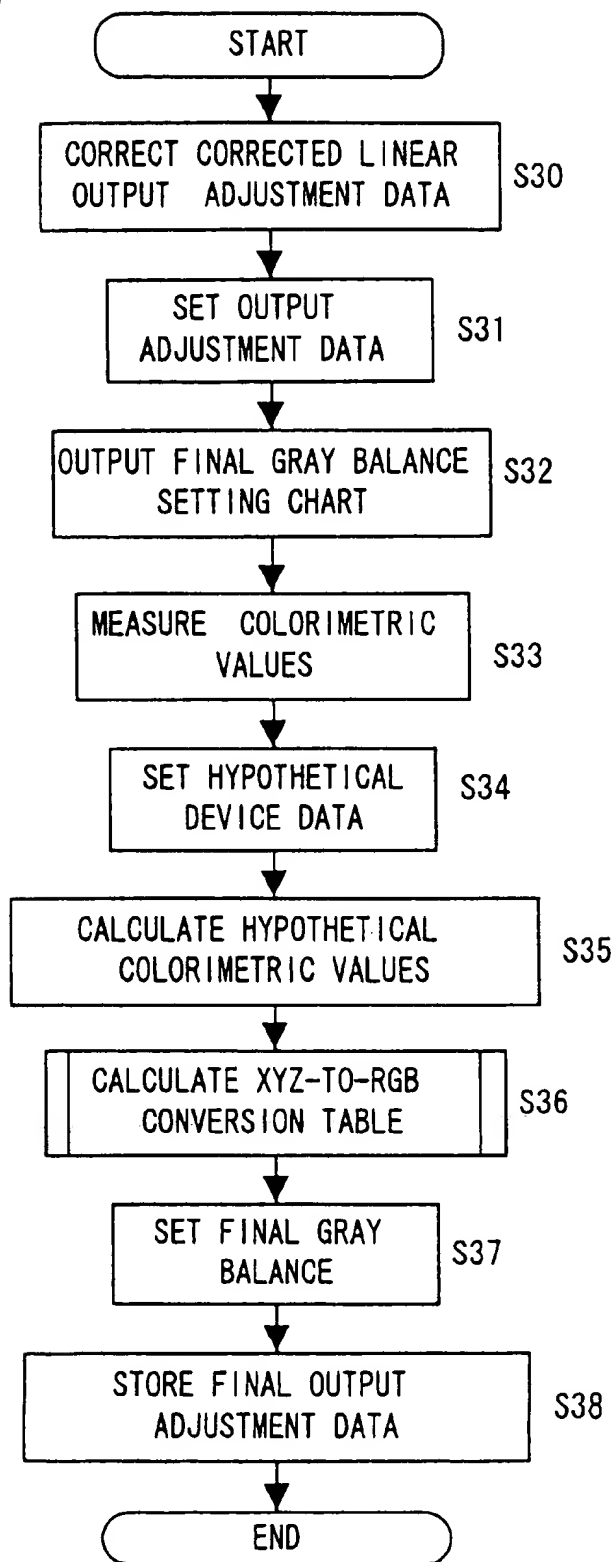 START
CORRECT CORRECTED LINEAR
OUTPUT ADJUSTMENT DATA
S30
SET OUTPUT
ADJUSTMENT DATA
S31
OUTPUT FINAL GRAY BALANCE
SETTING CHART
S32
MEASURE COLORIMETRIC
VALUES
S33
SET HYPOTHETICAL
DEVICE DATA
S34
CALCULATE HYPOTHETICAL
COLORIMETRIC VALUES
S35
CALCULATE XYZ-TO-RGB
CONVERSION TABLE
S36
SET FINAL GRAY
BALANCE
S37
STORE FINAL OUTPUT
ADJUSTMENT DATA
S38
END